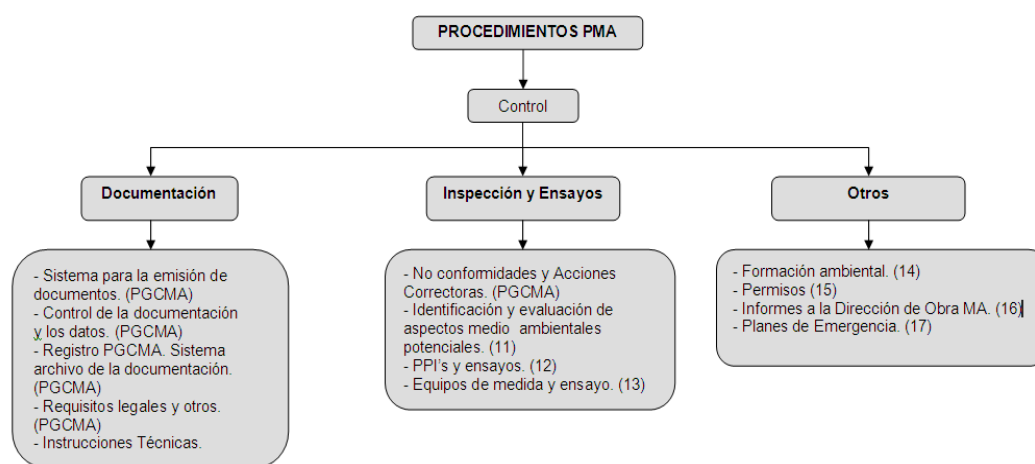 PROCEDIMIENTOS PMA
Control
Documentación
Inspección y Ensayos
Otros
- Sistema para la emisión de
documentos. (PGCMA)
- Control de la documentación
y los datos. (PGCMA)
- Registro PGCMA. Sistema
archivo de la documentación.
(PGCMA)
- Requisitos legales y otros.
(PGCMA)
- Instrucciones Técnicas.
- No conformidades y Acciones
Correctoras. (PGCMA)
- Identificación y evaluación de
aspectos medio ambientales
potenciales. (11)
- PPI's y ensayos. (12)
- Equipos de medida y ensayo. (13)
- Formación ambiental. (14)
- Permisos (15)
- Informes a la Dirección de Obra MA. (16)
- Planes de Emergencia. (17)